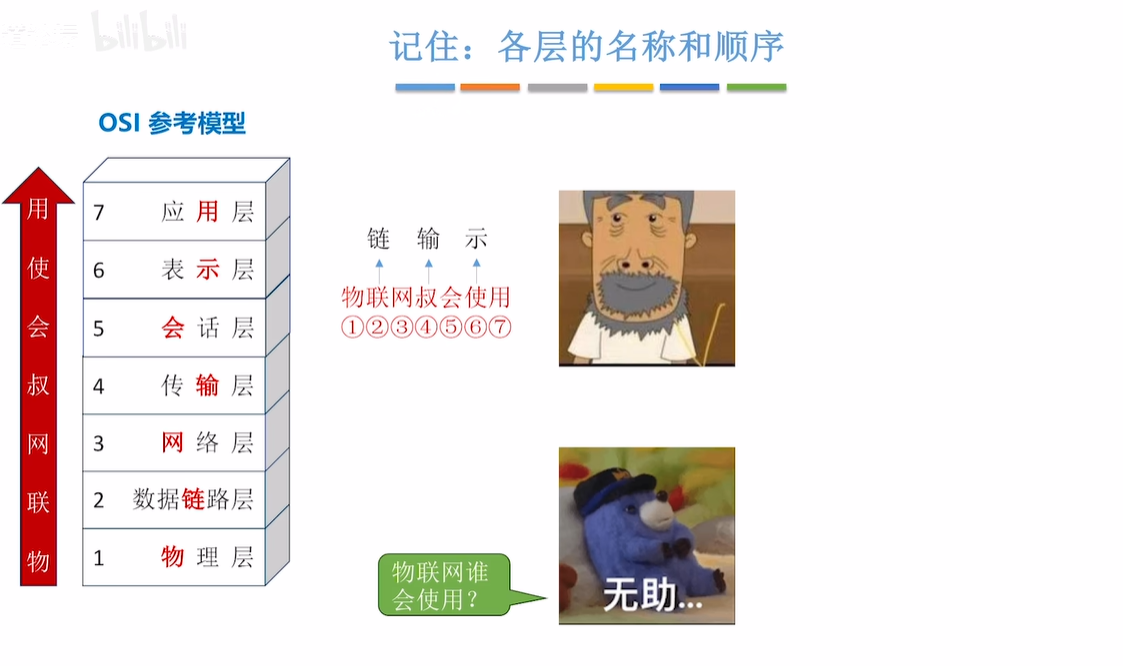 bilibili
记住：各层的名称和顺序
OSI 参考模型
用
使
会
叔
网
联
物
7 应用层
6 表示层
5 会话层
4 传输层
3 网络层
2 数据链路层
1 物理层
链 输 示
物联网叔会使用
①②③④⑤⑥⑦
物联网谁
会使用？
无助...